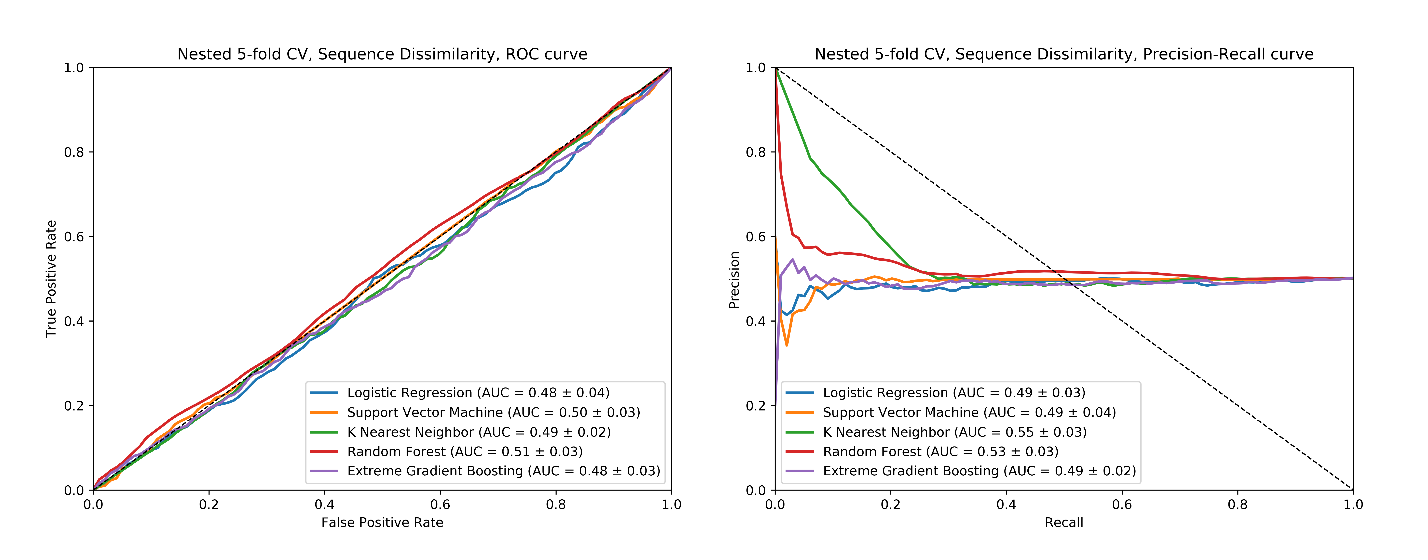 Nested 5-fold CV, Sequence Dissimilarity, ROC curve
1.0
0.8
0.6
0.4
0.2
0.0
True Positive Rate
Logistic Regression (AUC = 0.48 ± 0.04)
Support Vector Machine (AUC = 0.50 ± 0.03)
K Nearest Neighbor (AUC = 0.49 ± 0.02)
Random Forest (AUC = 0.51 ± 0.03)
Extreme Gradient Boosting (AUC = 0.48 ± 0.03)
0.0 0.2 0.4 0.6 0.8 1.0
False Positive Rate
Nested 5-fold CV, Sequence Dissimilarity, Precision-Recall curve
1.0
0.8
0.6
0.4
0.2
0.0
Precision
Logistic Regression (AUC = 0.49 ± 0.03)
Support Vector Machine (AUC = 0.49 ± 0.04)
K Nearest Neighbor (AUC = 0.55 ± 0.03)
Random Forest (AUC = 0.53 ± 0.03)
Extreme Gradient Boosting (AUC = 0.49 ± 0.02)
0.0 0.2 0.4 0.6 0.8 1.0
Recall